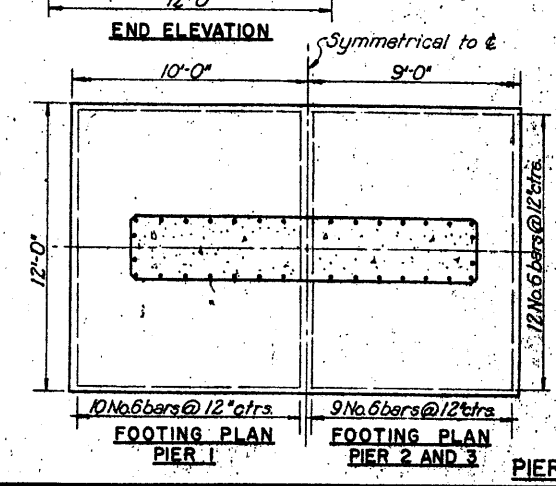 12'-0"
END ELEVATION
Symmetrical to ℄
10'-0"
9'-0"
12'-0"
12 No.6 bars @ 12" ctrs.
10 No.6 bars @ 12" ctrs.
9 No.6 bars @ 12" ctrs.
FOOTING PLAN
PIER 1
FOOTING PLAN
PIER 2 AND 3
PIER